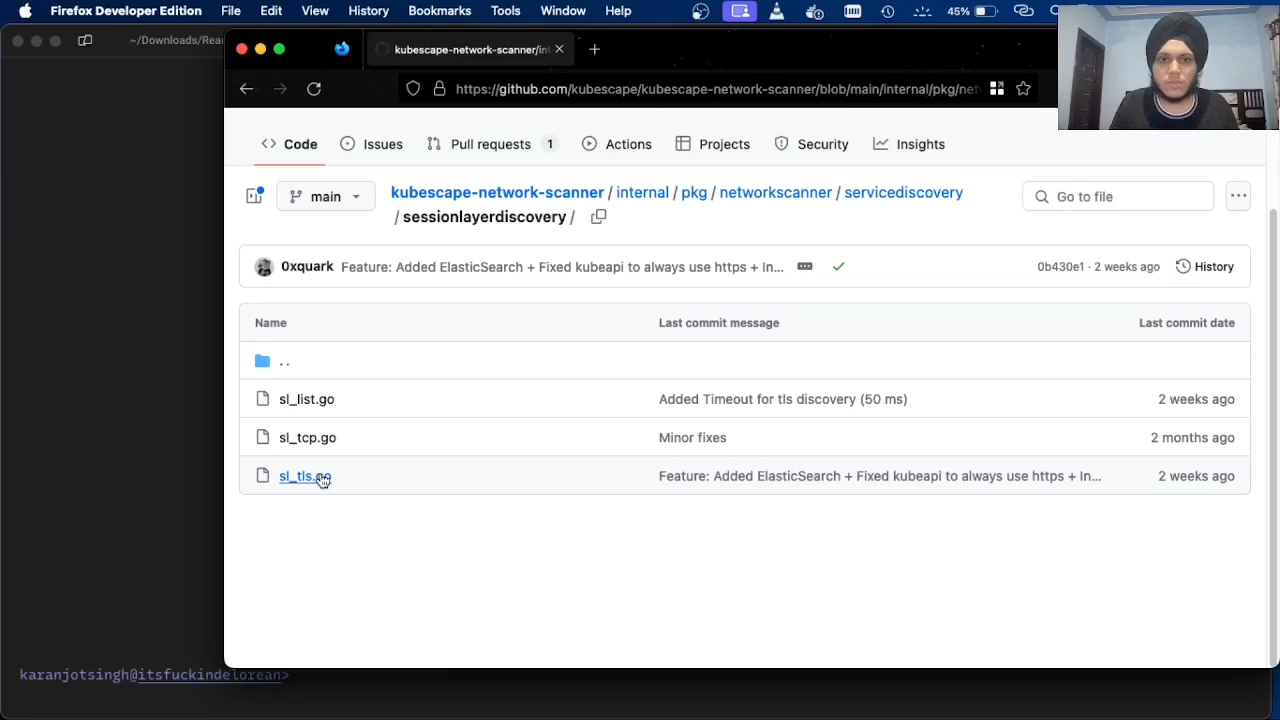 Firefox Developer Edition File Edit View History Bookmarks Tools Window Help 45%
~/Downloads/Rea
kubescape-network-scanner/int
https://github.com/kubescape/kubescape-network-scanner/blob/main/internal/pkg/net
Code Issues Pull requests 1 Actions Projects Security Insights
main kubescape-network-scanner / internal / pkg / networkscanner / servicediscovery Go to file
/ sessionlayerdiscovery /
0xquark Feature: Added ElasticSearch + Fixed kubeapi to always use https + In... 0b430e1 · 2 weeks ago History
Name Last commit message Last commit date
..
sl_list.go Added Timeout for tls discovery (50 ms) 2 weeks ago
sl_tcp.go Minor fixes 2 months ago
sl_tls.go Feature: Added ElasticSearch + Fixed kubeapi to always use https + In... 2 weeks ago
karanjotsingh@itsfuckindelorean>